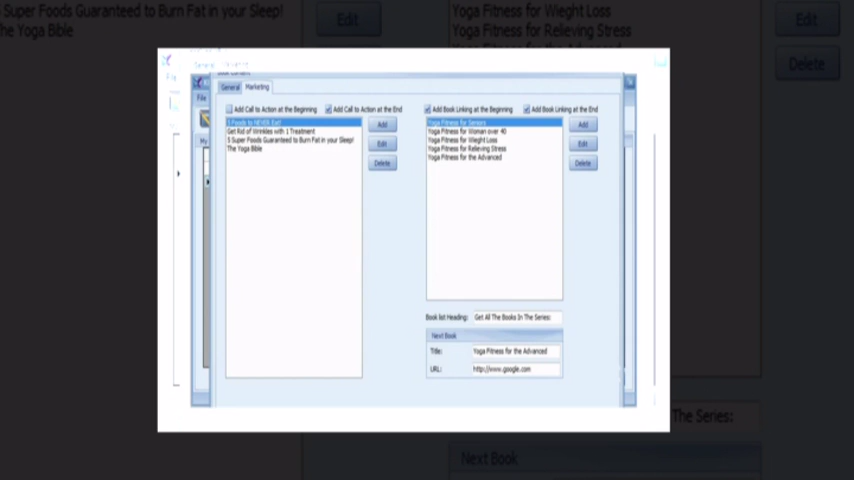 Super Foods Guaranteed to Burn Fat in your Sleep!
The Yoga Bible
Edit
Yoga Fitness for Wieght Loss
Yoga Fitness for Relieving Stress
Edit
Delete
General Marketing
File
My
Add Call to Action at the Beginning
Add Call to Action at the End
Add Book Linking at the Beginning
Add Book Linking at the End
5 Foods to NEVER Eat!
Get Rid of Wrinkles with 1 Treatment
5 Super Foods Guaranteed to Burn Fat in your Sleep!
The Yoga Bible
Add
Edit
Delete
Yoga Fitness for Seniors
Yoga Fitness for Woman over 40
Yoga Fitness for Wieght Loss
Yoga Fitness for Relieving Stress
Yoga Fitness for the Advanced
Add
Edit
Delete
Book list Heading: Get All The Books In The Series:
Next Book
Title: Yoga Fitness for the Advanced
URL: http://www.google.com
The Series:
Next Book